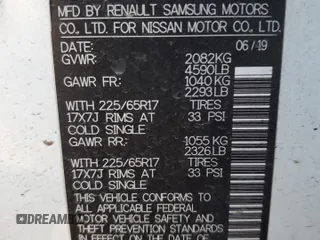 MFD BY RENAULT SAMSUNG MOTORS
CO., LTD. FOR NISSAN MOTOR CO., LTD.
DATE: 06/19
GVWR: 2082KG
4590LB
GAWR FR: 1040KG
2293LB
WITH 225/65R17 TIRES
17X7J RIMS AT 33 PSI
COLD SINGLE
GAWR RR: 1055KG
2326LB
WITH 225/65R17 TIRES
17X7J RIMS AT 33 PSI
COLD SINGLE
THIS VEHICLE CONFORMS TO ALL
APPLICABLE FEDERAL
MOTOR VEHICLE SAFETY
AND THEFT PREVENTION STANDARDS